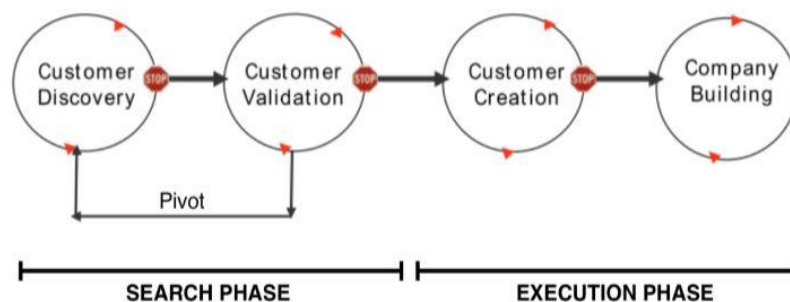 Customer
Discovery
STOP
Customer
Validation
STOP
Customer
Creation
STOP
Company
Building
Pivot
SEARCH PHASE
EXECUTION PHASE